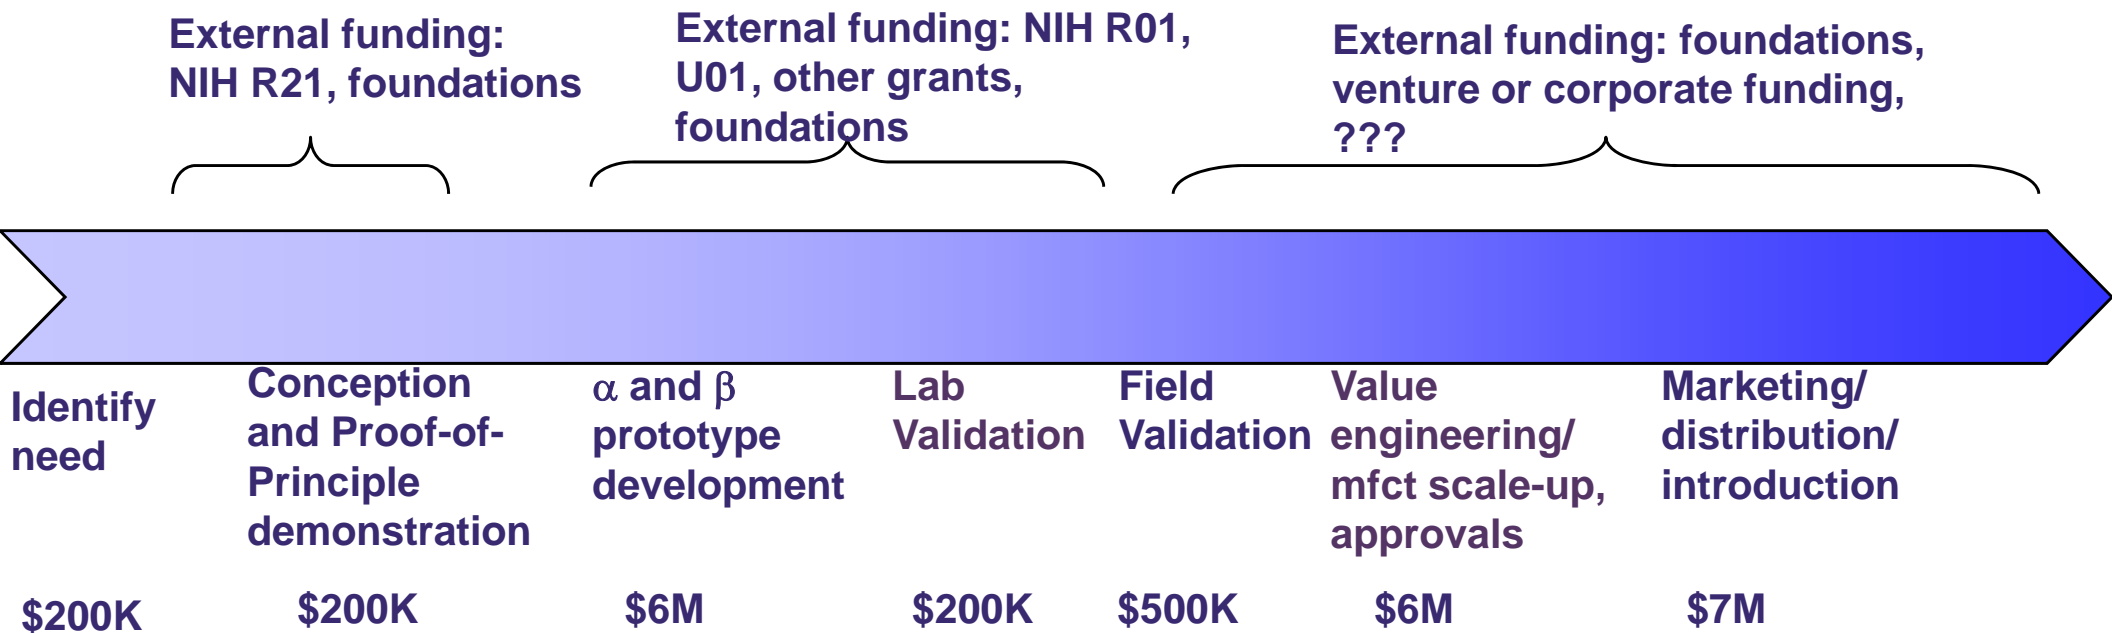 External funding:
NIH R21, foundations
External funding: NIH R01,
U01, other grants,
foundations
External funding: foundations,
venture or corporate funding,
???
Identify
need
Conception
and Proof-of-
Principle
demonstration
α and β
prototype
development
Lab
Validation
Field
Validation
Value
engineering/
mfct scale-up,
approvals
Marketing/
distribution/
introduction
$200K
$200K
$6M
$200K
$500K
$6M
$7M